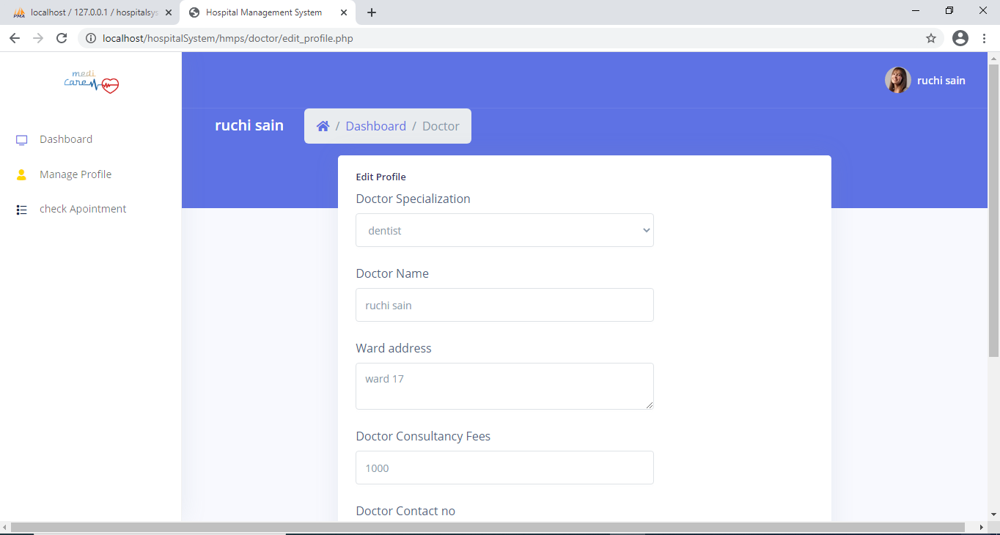 localhost / 127.0.0.1 / hospitalsys
Hospital Management System
localhost/hospitalSystem/hmps/doctor/edit_profile.php
medi
care
ruchi sain
ruchi sain
/ Dashboard / Doctor
Dashboard
Manage Profile
check Apointment
Edit Profile
Doctor Specialization
dentist
Doctor Name
ruchi sain
Ward address
ward 17
Doctor Consultancy Fees
1000
Doctor Contact no